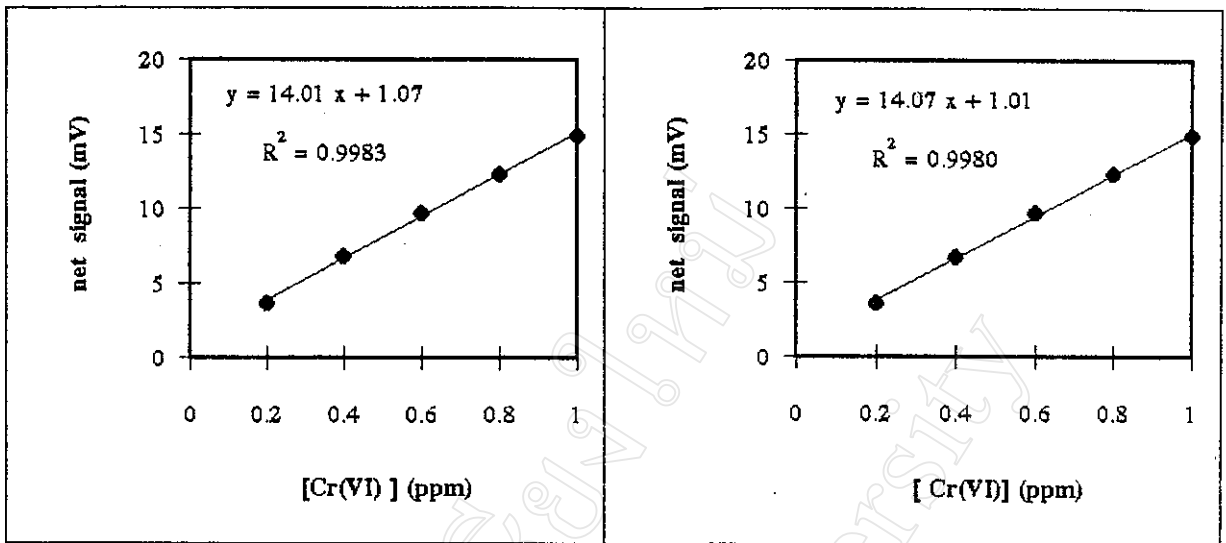 20
y = 14.01 x + 1.07
R² = 0.9983
15
10
5
0
net signal (mV)
0 0.2 0.4 0.6 0.8 1
[Cr(VI) ] (ppm)
20
y = 14.07 x + 1.01
R² = 0.9980
15
10
5
0
net signal (mV)
0 0.2 0.4 0.6 0.8 1
[ Cr(VI)] (ppm)